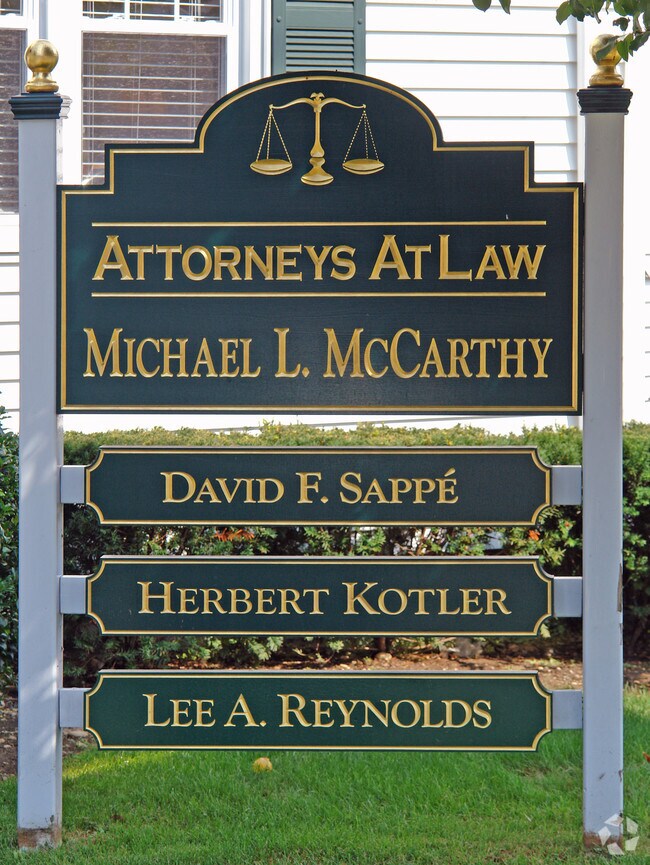 ATTORNEYS AT LAW
MICHAEL L. MCCARTHY
DAVID F. SAPPÉ
HERBERT KOTLER
LEE A. REYNOLDS